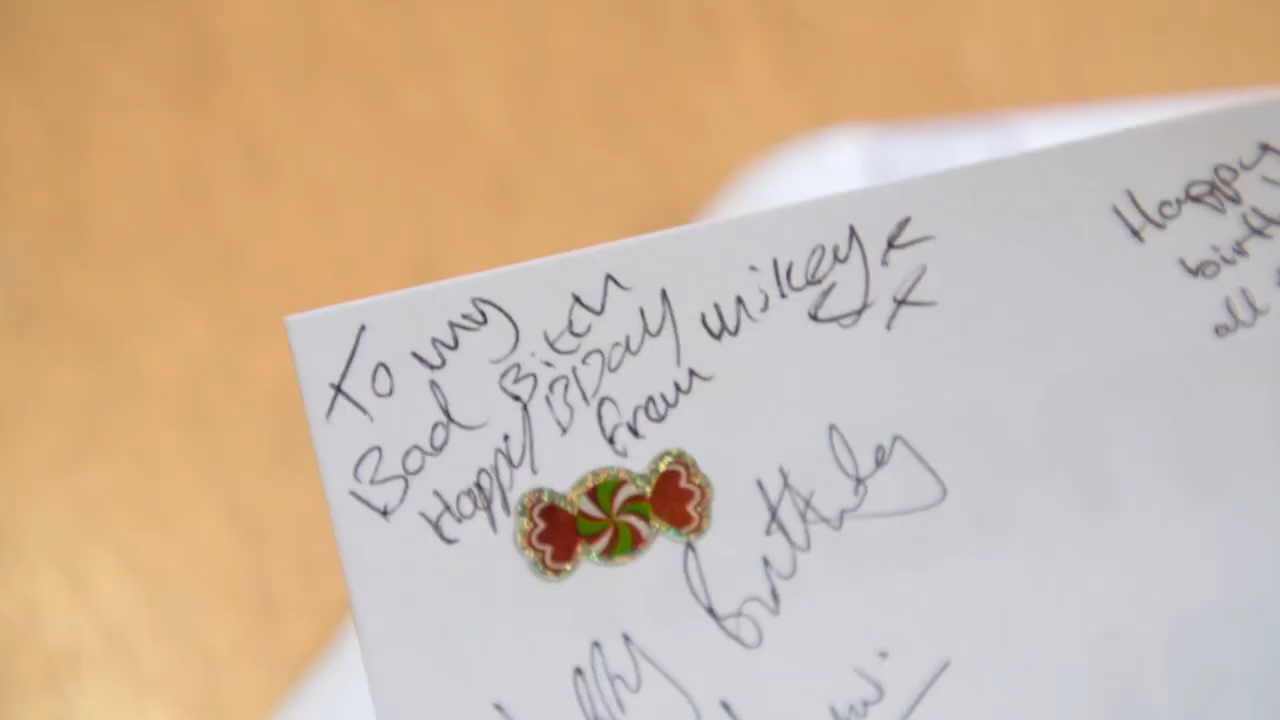 To my
Bad Bitch
Happy BDay
from mikey x
x
Happy
birth
all
Birthday